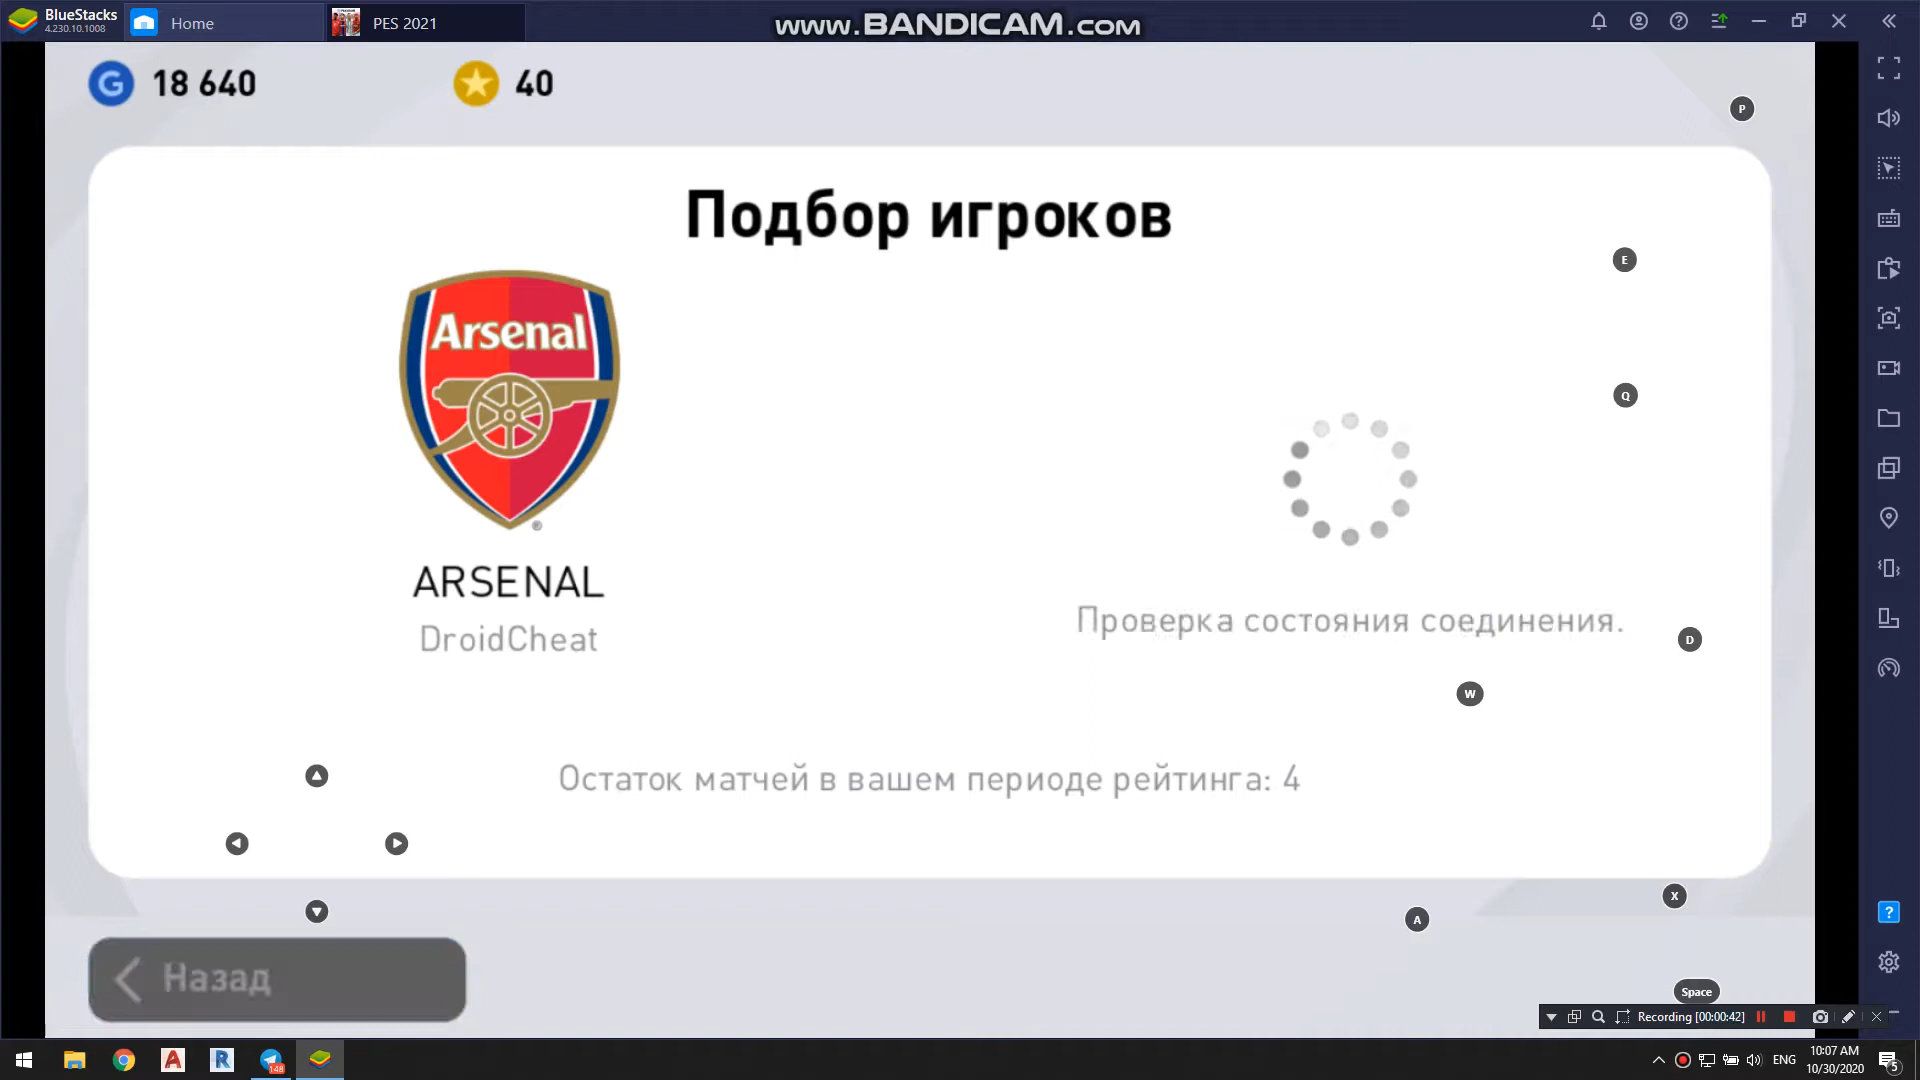 BlueStacks
4.230.10.1008
Home
PES 2021
www.BANDICAM.com
G 18 640
40
P
Подбор игроков
E
Arsenal
Q
®
ARSENAL
DroidCheat
Проверка состояния соединения.
D
W
Остаток матчей в вашем периоде рейтинга: 4
X
A
Назад
Space
Recording [00:00:42]
A
R
148
ENG
10:07 AM
10/30/2020
5